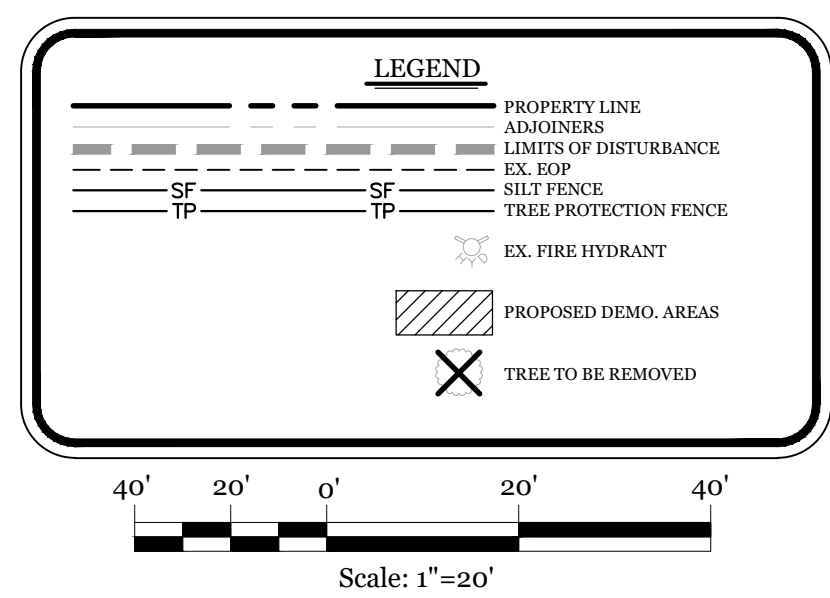 LEGEND
PROPERTY LINE
ADJOINERS
LIMITS OF DISTURBANCE
EX. EOP
SF SF SILT FENCE
TP TP TREE PROTECTION FENCE
HYD EX. FIRE HYDRANT
PROPOSED DEMO. AREAS
TREE TO BE REMOVED
40' 20' 0' 20' 40'
Scale: 1"=20'